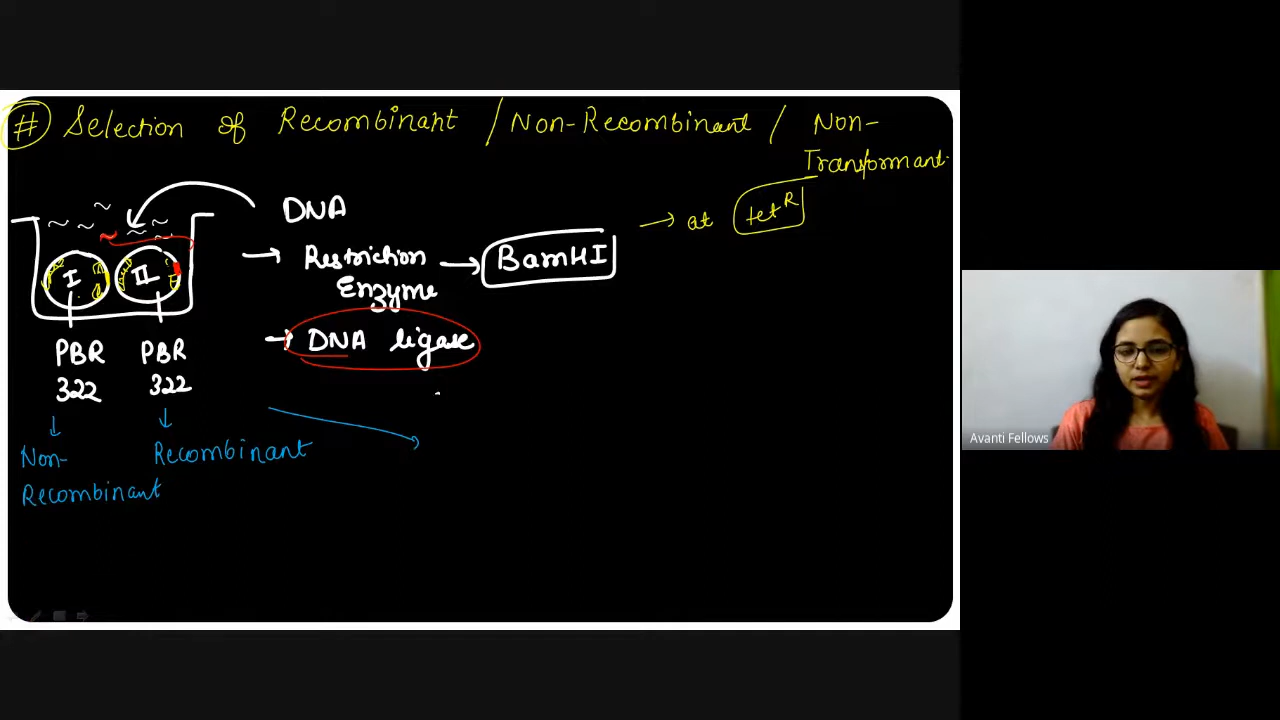 # Selection of Recombinant / Non-Recombinant / Non-
Transformant
DNA
→ at tetR
→ Restriction Enzyme → BamHI
→ DNA ligase
I
II
PBR 322
PBR 322
Non-Recombinant
Recombinant
Avanti Fellows